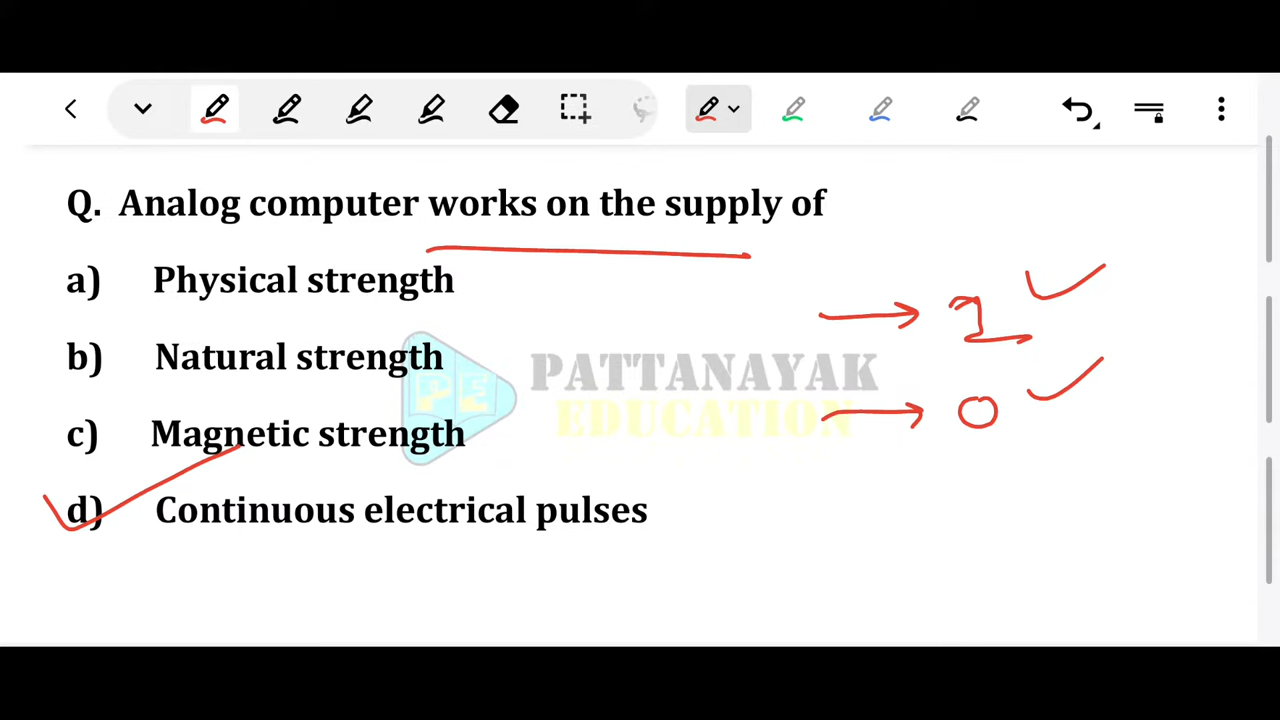 Q. Analog computer works on the supply of
a) Physical strength
1
b) Natural strength
PE PATTANAYAK
EDUCATION
0
c) Magnetic strength
d) Continuous electrical pulses